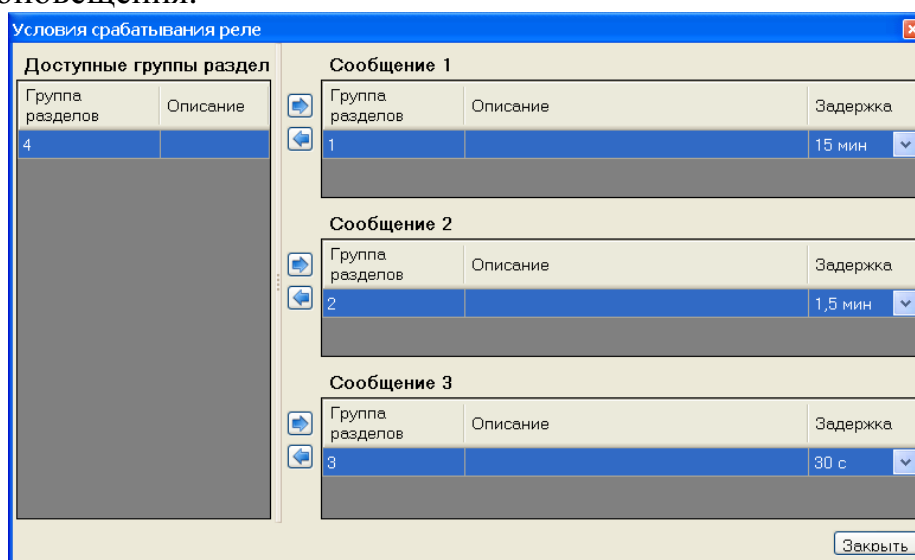 оповещения.
Условия срабатывания реле
Доступные группы раздел
Группа разделов Описание
4
Сообщение 1
Группа разделов Описание Задержка
1 15 мин
Сообщение 2
Группа разделов Описание Задержка
2 1,5 мин
Сообщение 3
Группа разделов Описание Задержка
3 30 с
Закрыть